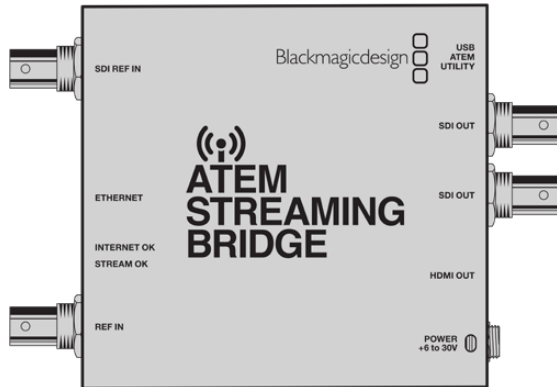 SDI REF IN
Blackmagicdesign
USB
ATEM
UTILITY
SDI OUT
ATEM
STREAMING
BRIDGE
ETHERNET
SDI OUT
INTERNET OK
STREAM OK
HDMI OUT
REF IN
POWER
+6 to 30V